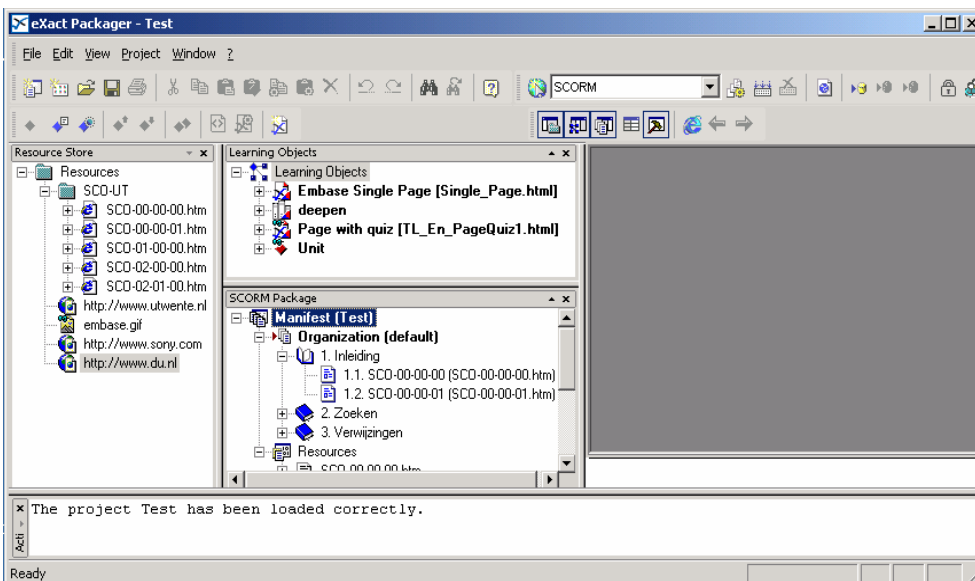 eXact Packager - Test
File Edit View Project Window ?
SCORM
Resource Store
Resources
SCO-UT
SCO-00-00-00.htm
SCO-00-00-01.htm
SCO-01-00-00.htm
SCO-02-00-00.htm
SCO-02-01-00.htm
http://www.utwente.nl
embase.gif
http://www.sony.com
http://www.du.nl
Learning Objects
Learning Objects
Embase Single Page [Single_Page.html]
deepen
Page with quiz [TL_En_PageQuiz1.html]
Unit
SCORM Package
Manifest (Test)
Organization (default)
1. Inleiding
1.1. SCO-00-00-00 (SCO-00-00-00.htm)
1.2. SCO-00-00-01 (SCO-00-00-01.htm)
2. Zoeken
3. Verwijzingen
Resources
SCO-00-00-00.htm
The project Test has been loaded correctly.
Acti
Ready